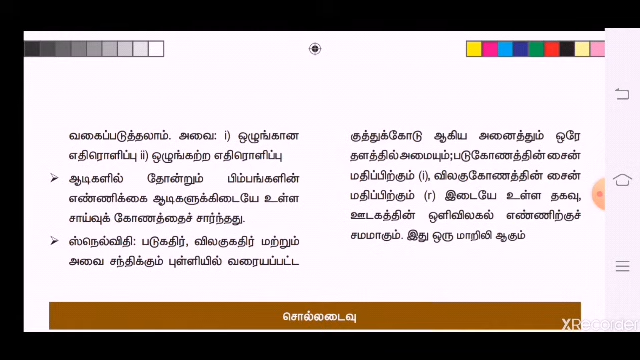 வகைப்படுத்தலாம். அவை: i) ஒழுங்கான
எதிரொளிப்பு ii) ஒழுங்கற்ற எதிரொளிப்பு
➤ ஆடிகளில் தோன்றும் பிம்பங்களின்
எண்ணிக்கை ஆடிகளுக்கிடையே உள்ள
சாய்வுக் கோணத்தைச் சார்ந்தது.
➤ ஸ்நெல்விதி: படுகதிர், விலகுகதிர் மற்றும்
அவை சந்திக்கும் புள்ளியில் வரையப்பட்ட
குத்துக்கோடு ஆகிய அனைத்தும் ஒரே
தளத்தில் அமையும்; படுகோணத்தின் சைன்
மதிப்பிற்கும் (i), விலகுகோணத்தின் சைன்
மதிப்பிற்கும் (r) இடையே உள்ள தகவு,
ஊடகத்தின் ஒளிவிலகல் எண்ணிற்குச்
சமமாகும். இது ஒரு மாறிலி ஆகும்
சொல்லடைவு
XRecorder